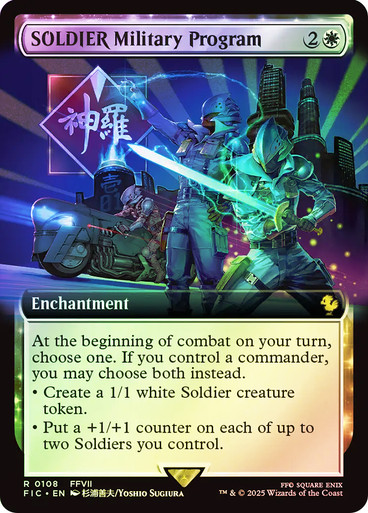 SOLDIER Military Program 2
神羅
Enchantment
At the beginning of combat on your turn,
choose one. If you control a commander,
you may choose both instead.
• Create a 1/1 white Soldier creature
token.
• Put a +1/+1 counter on each of up to
two Soldiers you control.
R 0108 FFVII
FIC • EN 杉浦善夫/Yoshio Sugiura
FF© SQUARE ENIX
™ & © 2025 Wizards of the Coast